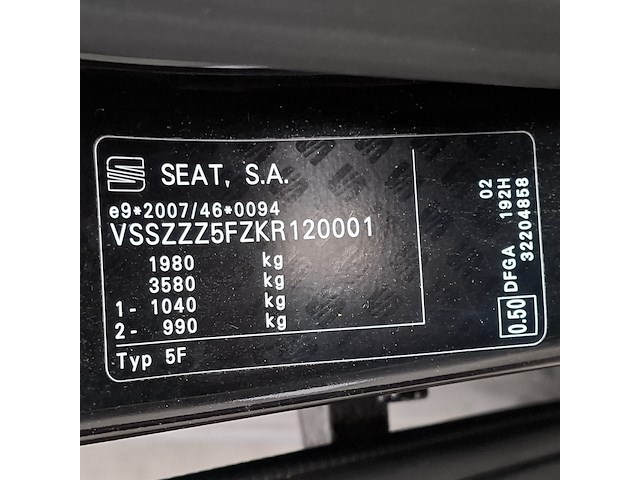 SEAT, S.A.
e9*2007/46*0094
VSSZZZ5FZKR120001
1980 kg
3580 kg
1- 1040 kg
2- 990 kg
Typ 5F
0.50 DFGA 192H 02
32204858